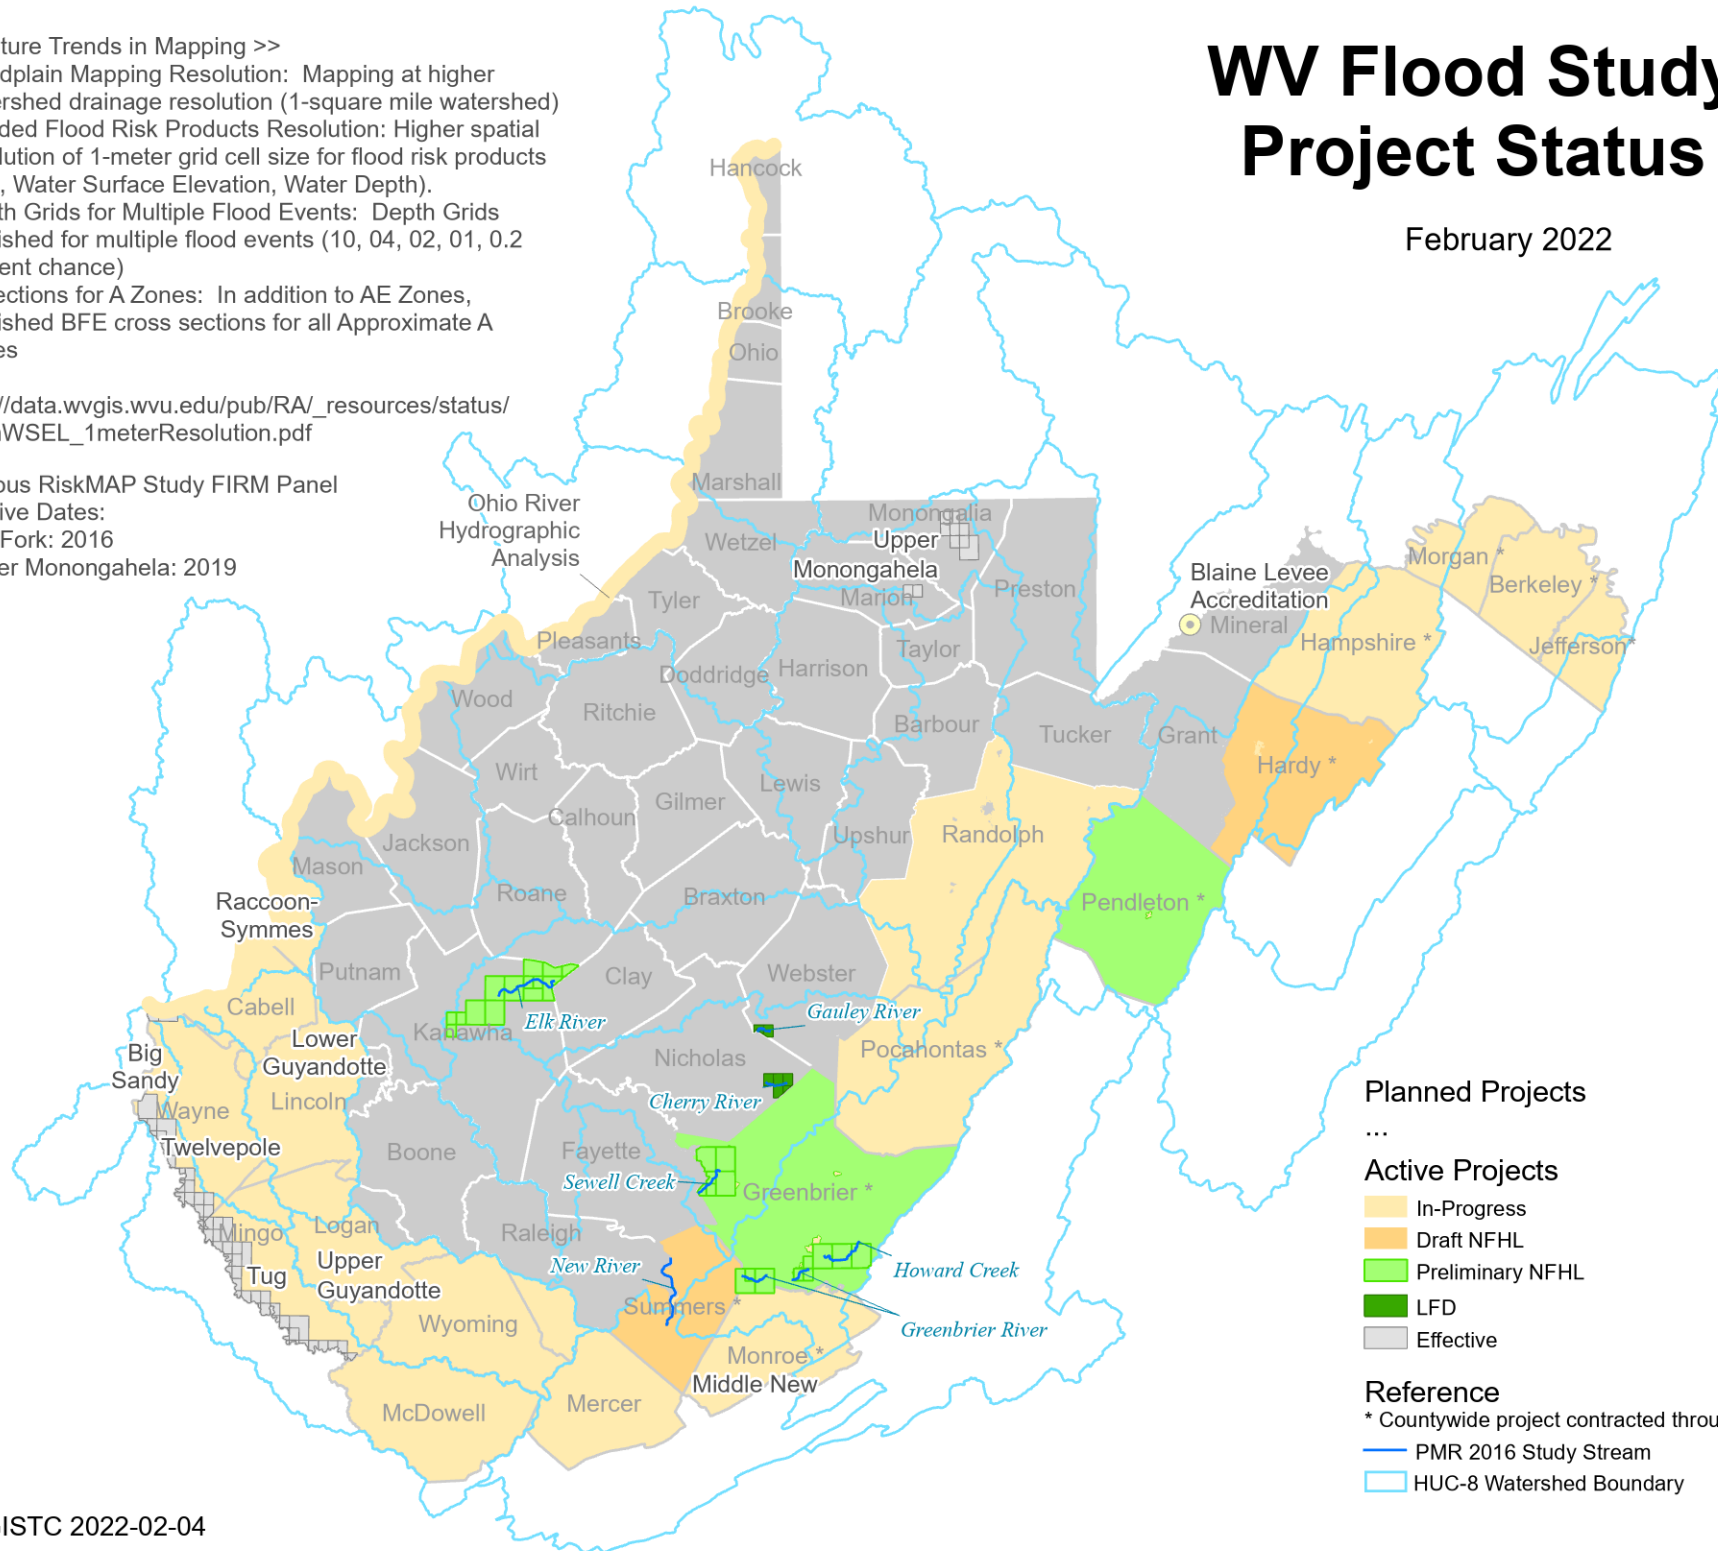 ture Trends in Mapping >>
dplain Mapping Resolution: Mapping at higher
ershed drainage resolution (1-square mile watershed)
ded Flood Risk Products Resolution: Higher spatial
lution of 1-meter grid cell size for flood risk products
, Water Surface Elevation, Water Depth).
th Grids for Multiple Flood Events: Depth Grids
ished for multiple flood events (10, 04, 02, 01, 0.2
ent chance)
ections for A Zones: In addition to AE Zones,
ished BFE cross sections for all Approximate A
es
//data.wvgis.wvu.edu/pub/RA/_resources/status/
WSEL_1meterResolution.pdf
ous RiskMAP Study FIRM Panel
ive Dates:
Fork: 2016
er Monongahela: 2019
WV Flood Study
Project Status
February 2022
Hancock
Brooke
Ohio
Marshall
Ohio River
Hydrographic
Analysis
Monongalia
Upper
Monongahela
Wetzel
Marion
Preston
Tyler
Pleasants
Doddridge
Harrison
Taylor
Blaine Levee
Accreditation
Mineral
Morgan *
Berkeley *
Hampshire *
Jefferson*
Wood
Ritchie
Barbour
Tucker
Grant
Hardy *
Wirt
Calhoun
Gilmer
Lewis
Upshur
Randolph
Jackson
Mason
Roane
Braxton
Pendleton *
Raccoon-
Symmes
Putnam
Clay
Webster
Cabell
Kanawha
Elk River
Gauley River
Nicholas
Pocahontas *
Lower
Guyandotte
Big
Sandy
Wayne
Lincoln
Cherry River
Twelvepole
Boone
Fayette
Sewell Creek
Greenbrier *
Mingo
Logan
Raleigh
Tug
Upper
Guyandotte
New River
Howard Creek
Summers *
Greenbrier River
Wyoming
Monroe *
Middle New
McDowell
Mercer
Planned Projects
...
Active Projects
In-Progress
Draft NFHL
Preliminary NFHL
LFD
Effective
Reference
* Countywide project contracted throu
PMR 2016 Study Stream
HUC-8 Watershed Boundary
ISTC 2022-02-04